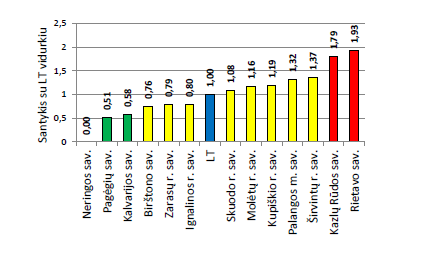 Santykis su LT vidurkiu
2,5
2
1,5
1
0,5
0
0,00
0,51
0,58
0,76
0,79
0,80
1,00
1,08
1,16
1,19
1,32
1,37
1,79
1,93
Neringos sav.
Pagėgių sav.
Kalvarijos sav.
Birštono sav.
Zarasų r. sav.
Ignalinos r. sav.
LT
Skuodo r. sav.
Molėtų r. sav.
Kupiškio r. sav.
Palangos m. sav.
Širvintų r. sav.
Kazlų Rūdos sav.
Rietavo sav.